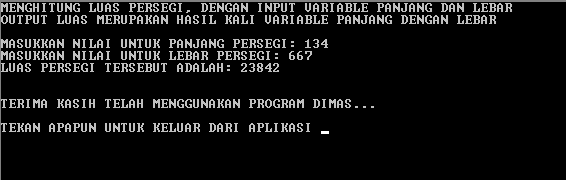 MENGHITUNG LUAS PERSEGI, DENGAN INPUT VARIABLE PANJANG DAN LEBAR
OUTPUT LUAS MERUPAKAN HASIL KALI VARIABLE PANJANG DENGAN LEBAR
MASUKKAN NILAI UNTUK PANJANG PERSEGI: 134
MASUKKAN NILAI UNTUK LEBAR PERSEGI: 667
LUAS PERSEGI TERSEBUT ADALAH: 23842
TERIMA KASIH TELAH MENGGUNAKAN PROGRAM DIMAS...
TEKAN APAPUN UNTUK KELUAR DARI APLIKASI _